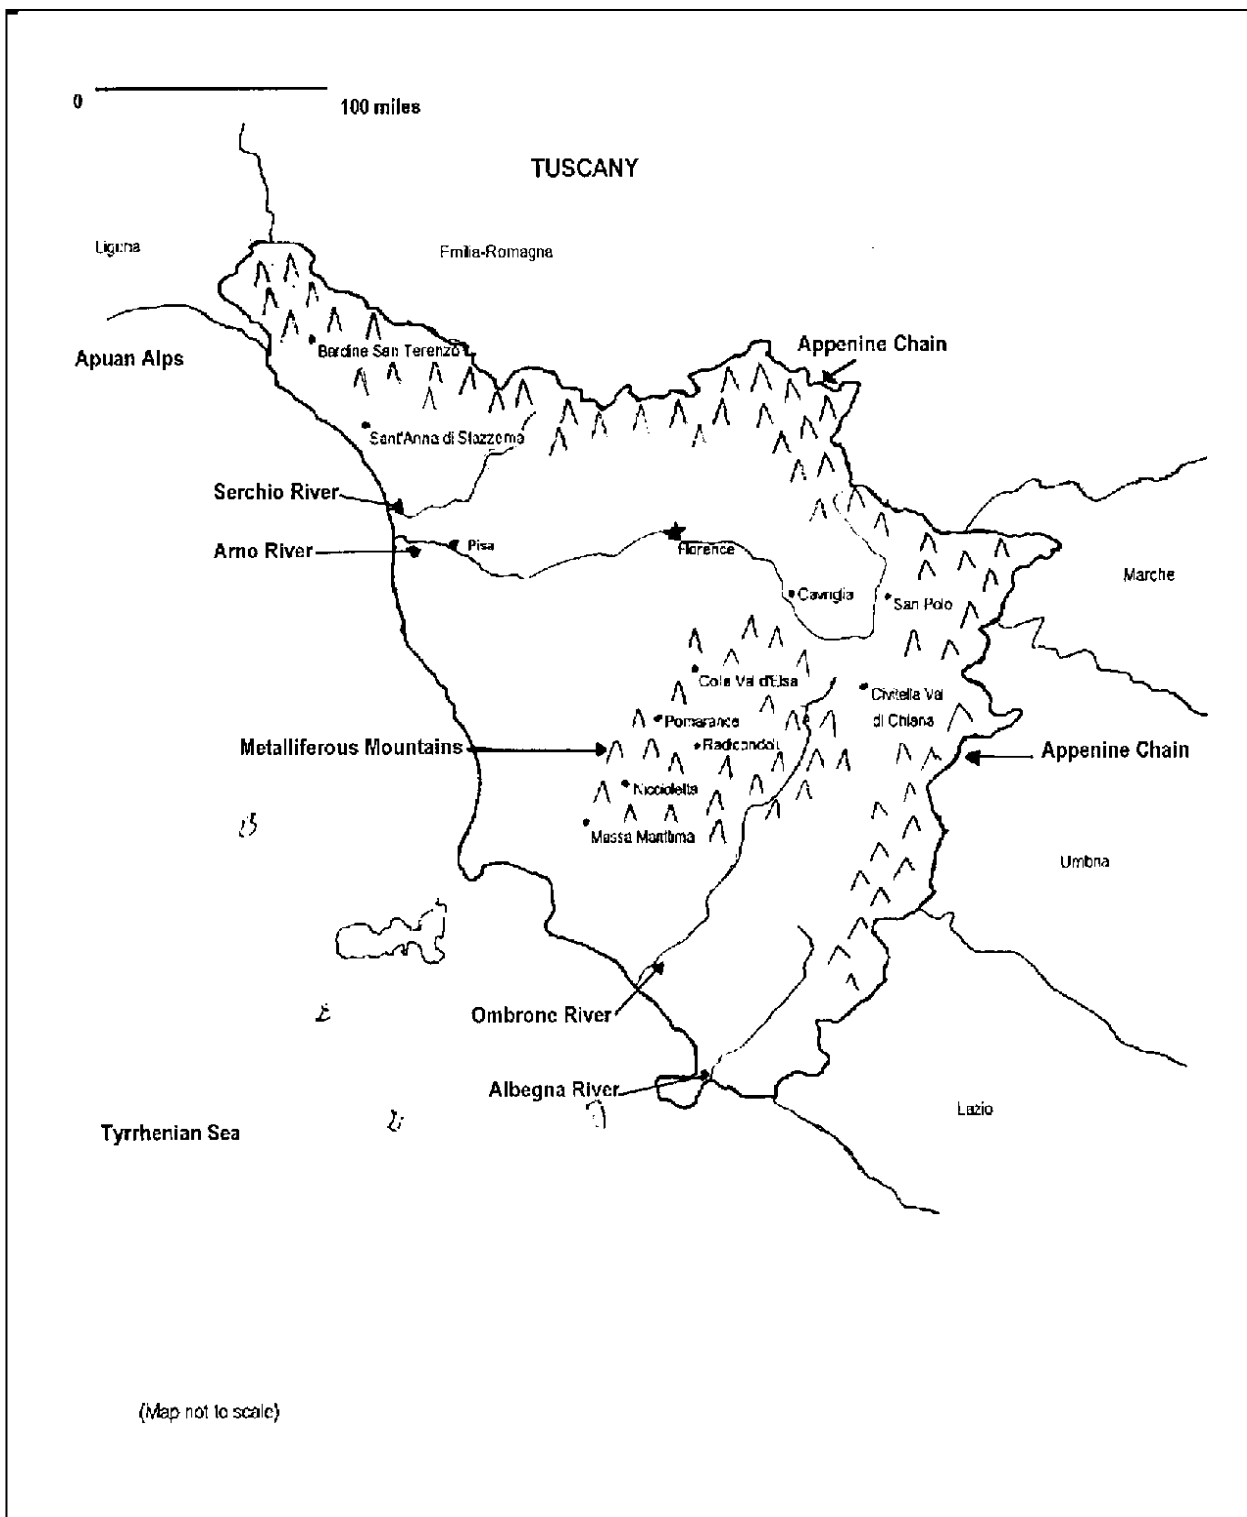 0
100 miles
TUSCANY
Liguria
Emilia-Romagna
Apuan Alps
Appenine Chain
Bardine San Terenzo
Sant'Anna di Stazzema
Serchio River
Arno River
Pisa
Florence
Cavriglia
San Polo
Marche
Colle Val d'Elsa
Civitella Val
di Chiana
Pomarance
Radicondoli
Metalliferous Mountains
Appenine Chain
Niccioletta
Massa Marittima
Umbria
Ombrone River
Albegna River
Lazio
Tyrrhenian Sea
(Map not to scale)